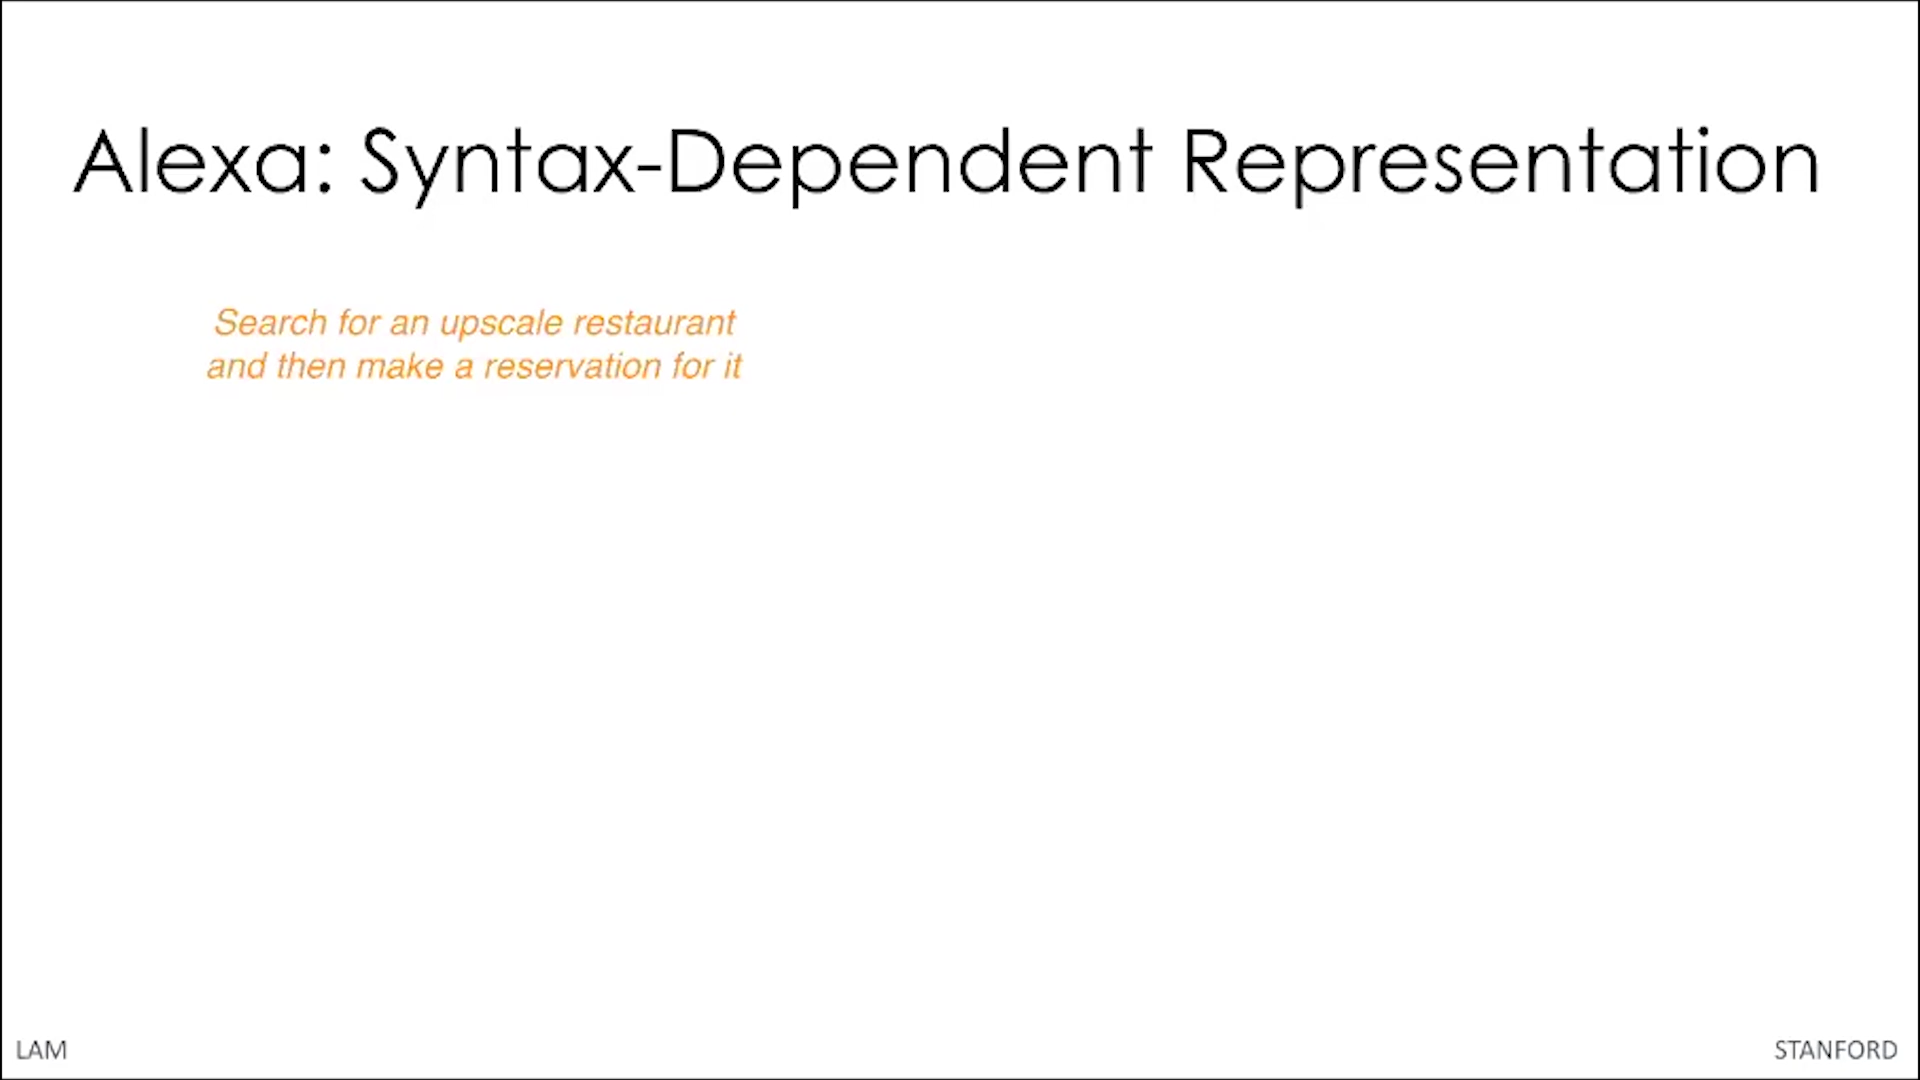 Alexa: Syntax-Dependent Representation
Search for an upscale restaurant
and then make a reservation for it
LAM
STANFORD